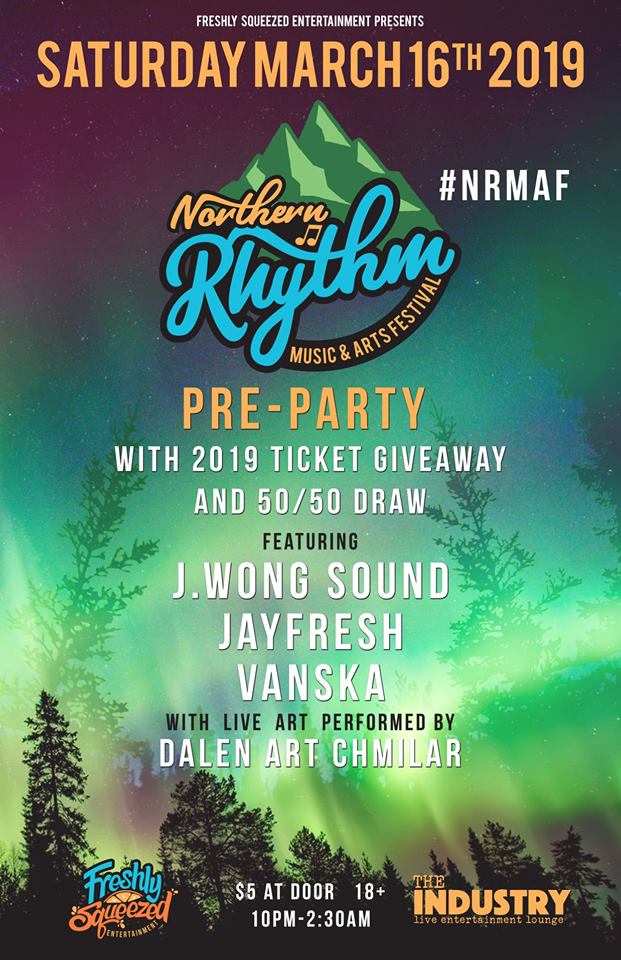 FRESHLY SQUEEZED ENTERTAINMENT PRESENTS
SATURDAY MARCH 16TH 2019
#NRMAF
Northern
Rhythm
MUSIC & ARTS FESTIVAL
PRE-PARTY
WITH 2019 TICKET GIVEAWAY
AND 50/50 DRAW
FEATURING
J.WONG SOUND
JAYFRESH
VANSKA
WITH LIVE ART PERFORMED BY
DALEN ART CHMILAR
Freshly
Squeezed
ENTERTAINMENT
$5 AT DOOR 18+
10PM-2:30AM
THE
INDUSTRY
live entertainment lounge